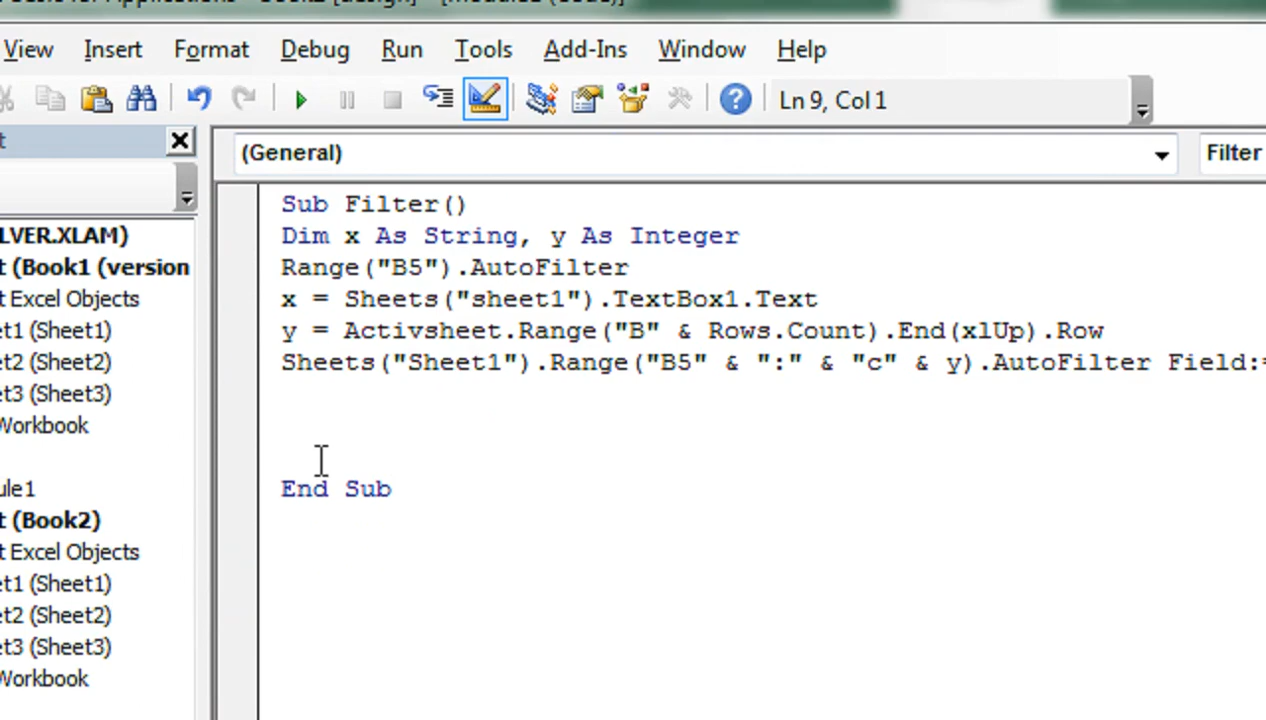 View Insert Format Debug Run Tools Add-Ins Window Help
Ln 9, Col 1
(General) Filter
Sub Filter()
Dim x As String, y As Integer
Range("B5").AutoFilter
x = Sheets("sheet1").TextBox1.Text
y = Activsheet.Range("B" & Rows.Count).End(xlUp).Row
Sheets("Sheet1").Range("B5" & ":" & "c" & y).AutoFilter Field:=
End Sub
LVER.XLAM)
t (Book1 (version
t Excel Objects
et1 (Sheet1)
et2 (Sheet2)
et3 (Sheet3)
Workbook
ule1
t (Book2)
t Excel Objects
et1 (Sheet1)
et2 (Sheet2)
et3 (Sheet3)
Workbook